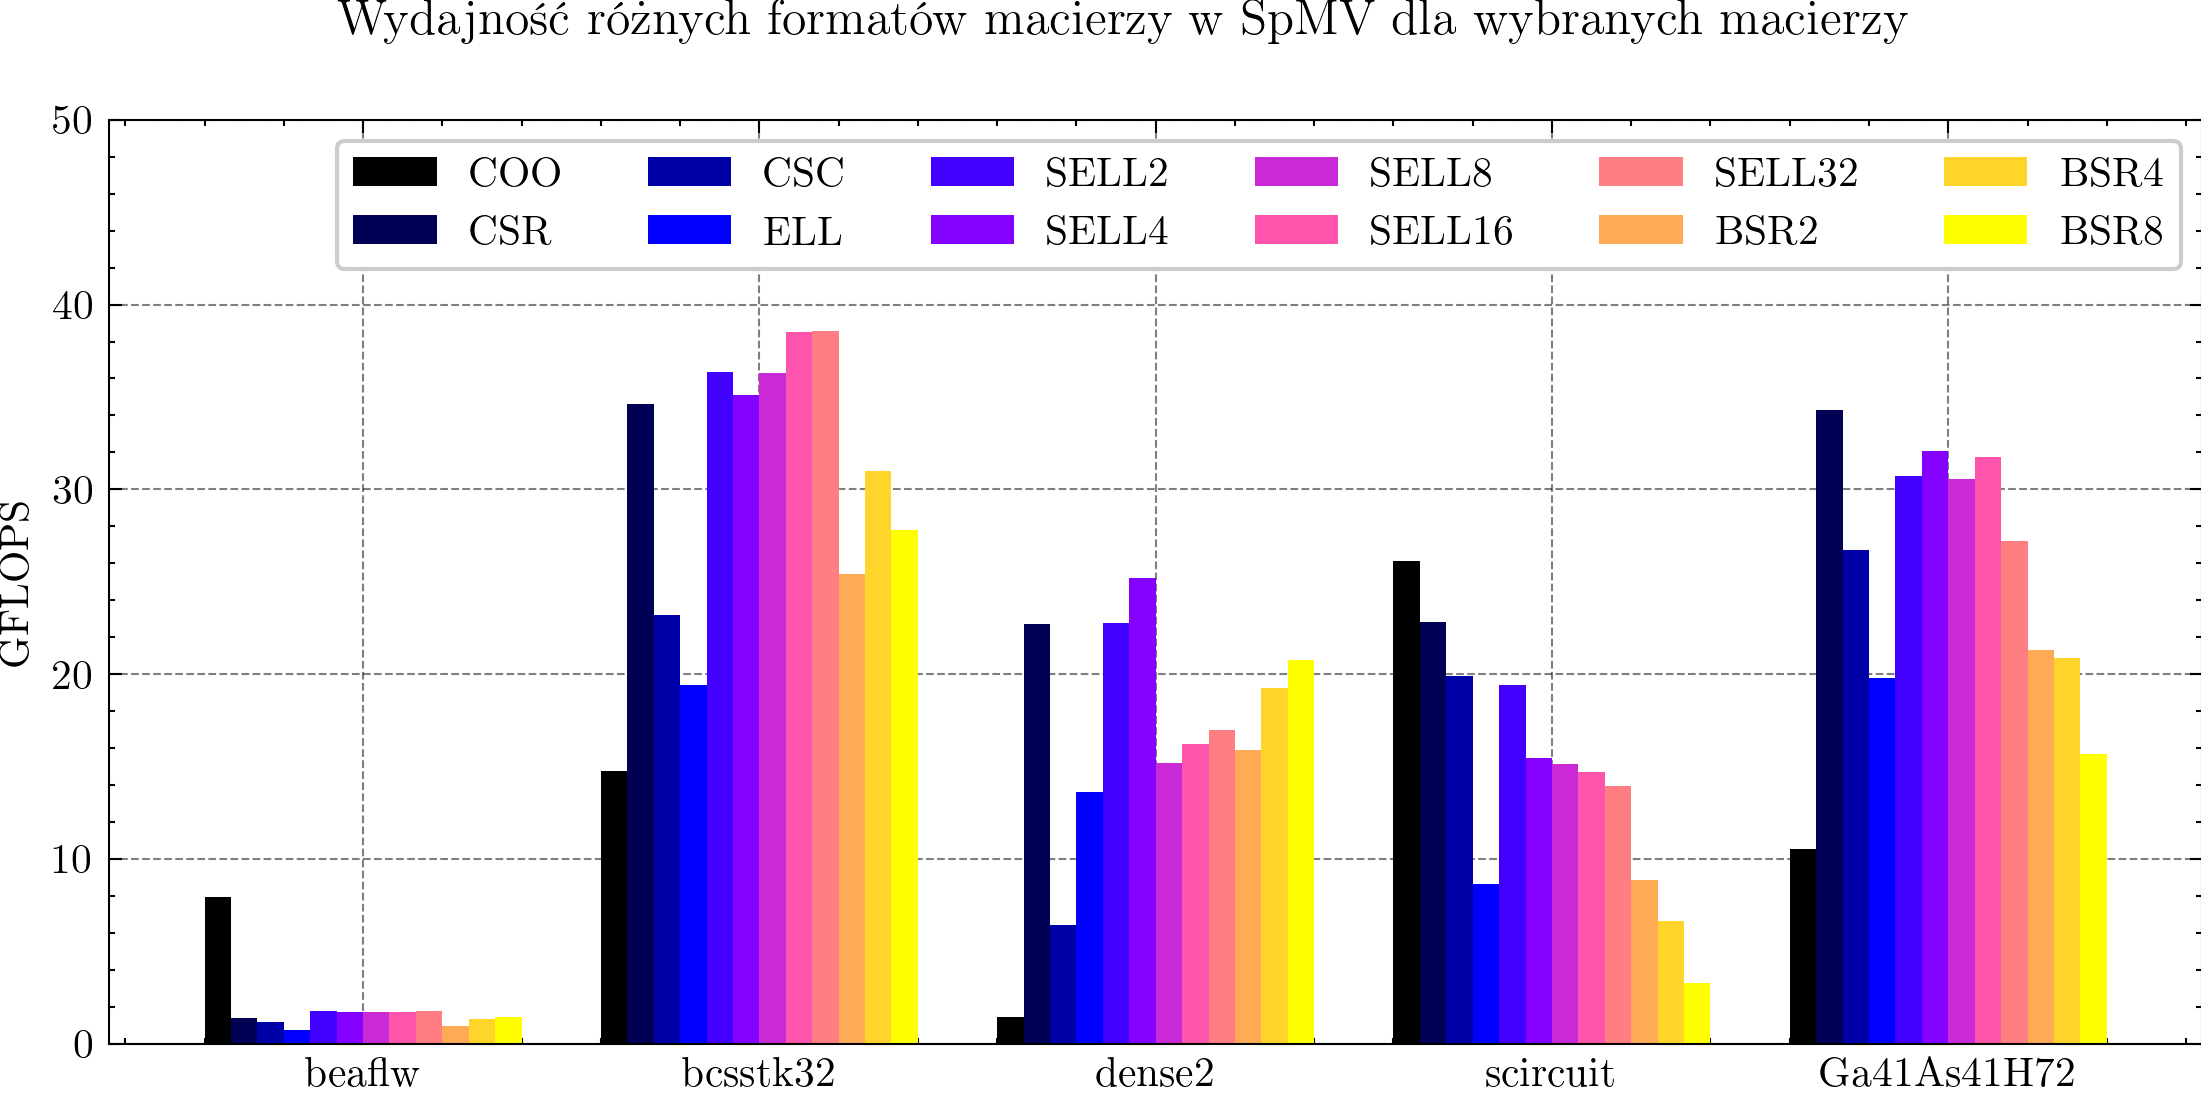 Wydajność różnych formatów macierzy w SpMV dla wybranych macierzy
50
COO CSC SELL2 SELL8 SELL32 BSR4
CSR ELL SELL4 SELL16 BSR2 BSR8
40
30
GFLOPS
20
10
0
beaflw bcsstk32 dense2 scircuit Ga41As41H72